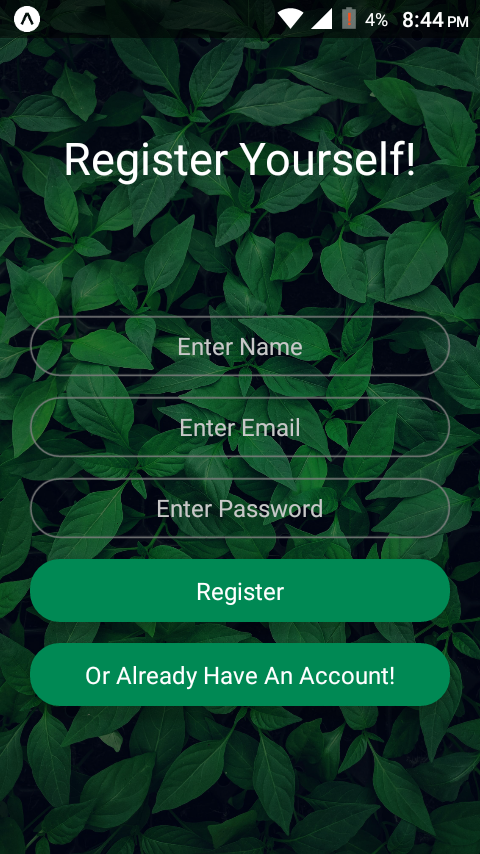 4% 8:44 PM
Register Yourself!
Enter Name
Enter Email
Enter Password
Register
Or Already Have An Account!